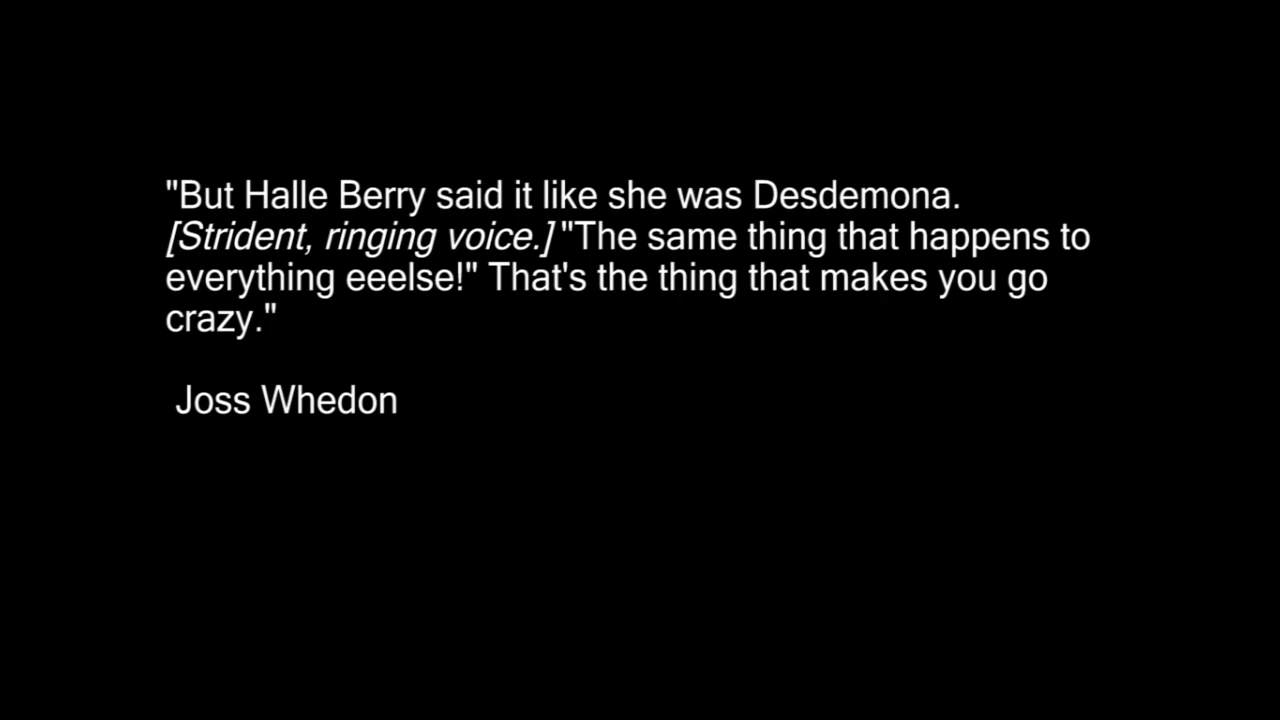 "But Halle Berry said it like she was Desdemona.
[Strident, ringing voice.] "The same thing that happens to
everything eeelse!" That's the thing that makes you go
crazy."
Joss Whedon